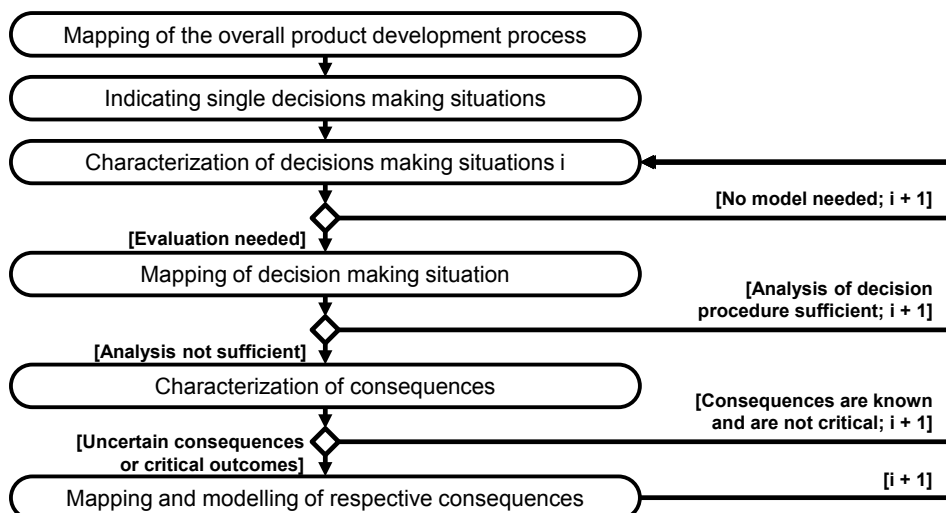 Mapping of the overall product development process
Indicating single decisions making situations
Characterization of decisions making situations i
[No model needed; i + 1]
[Evaluation needed]
Mapping of decision making situation
[Analysis of decision
procedure sufficient; i + 1]
[Analysis not sufficient]
Characterization of consequences
[Consequences are known
and are not critical; i + 1]
[Uncertain consequences
or critical outcomes]
[i + 1]
Mapping and modelling of respective consequences